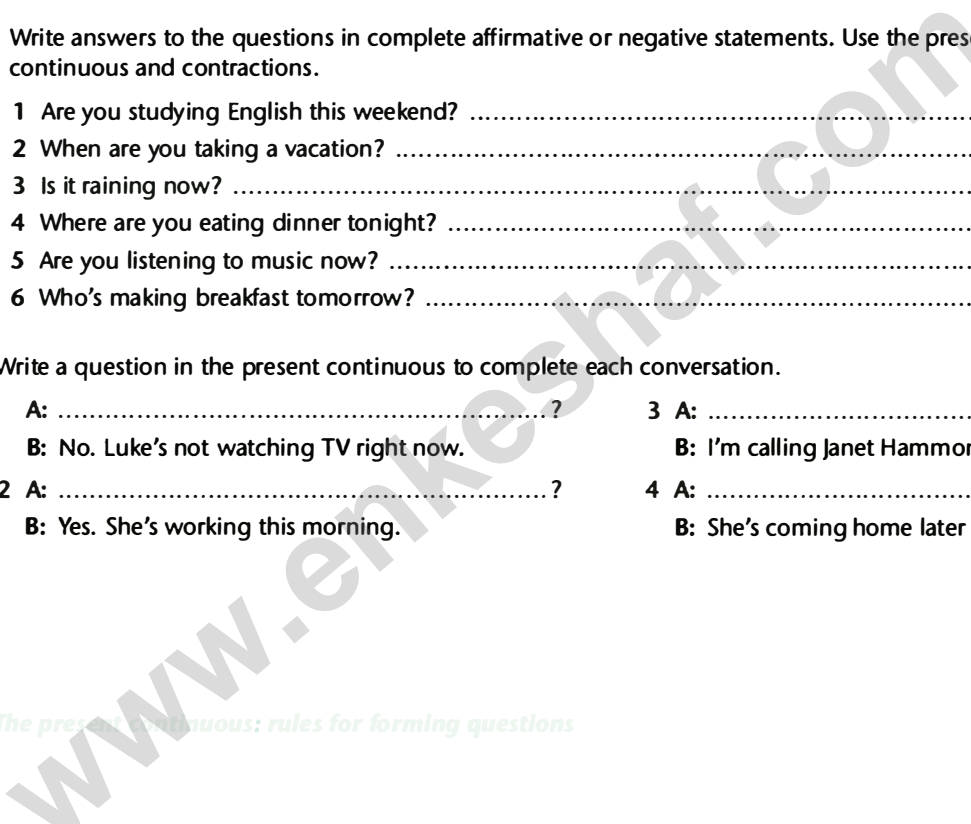 Write answers to the questions in complete affirmative or negative statements. Use the
continuous and contractions.
1 Are you studying English this weekend? ..........
2 When are you taking a vacation? ..........
3 Is it raining now? ..........
4 Where are you eating dinner tonight? ..........
5 Are you listening to music now? ..........
6 Who's making breakfast tomorrow? ..........
Write a question in the present continuous to complete each conversation.
A: ..........?
B: No. Luke's not watching TV right now.
2 A: ..........?
B: Yes. She's working this morning.
3 A: ..........
B: I'm calling Janet
4 A: ..........
B: She's coming home later
The present continuous: rules for forming questions
www.enkeshaf.com